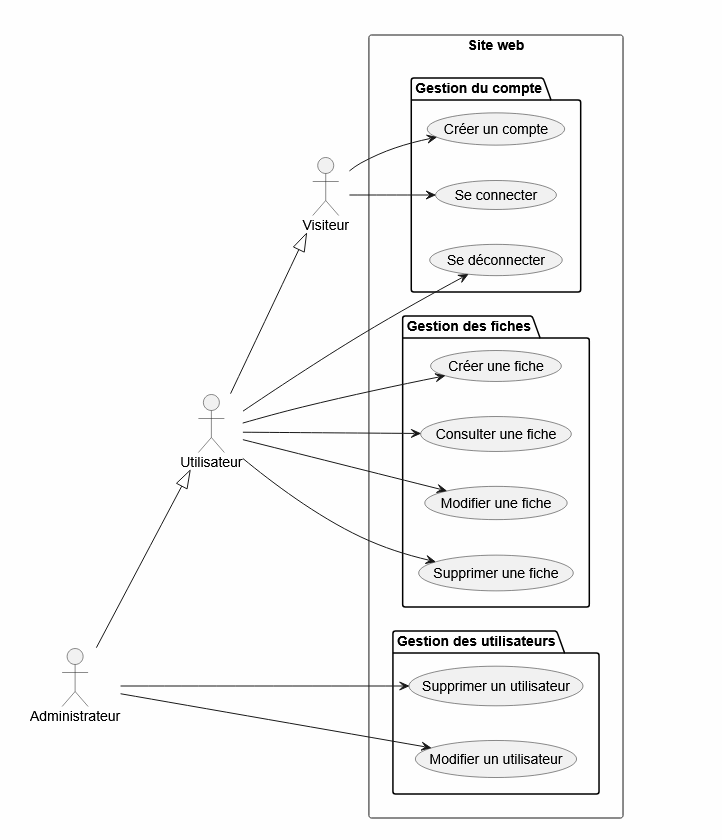 Site web
Gestion du compte
Créer un compte
Se connecter
Visiteur
Se déconnecter
Gestion des fiches
Créer une fiche
Consulter une fiche
Utilisateur
Modifier une fiche
Supprimer une fiche
Gestion des utilisateurs
Supprimer un utilisateur
Administrateur
Modifier un utilisateur